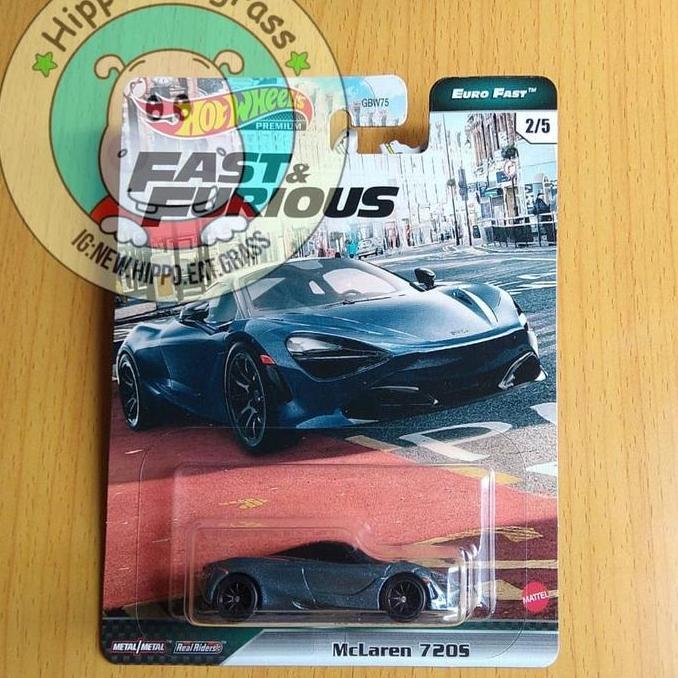 Hippo grass
HOT WHEELS
PREMIUM
GBW75
EURO FAST™
2/5
FAST &
FURIOUS
IG:NEW.HIPPO.EAT.GRASS
MATTEL
METAL/METAL™
Real Riders®
McLaren 720S